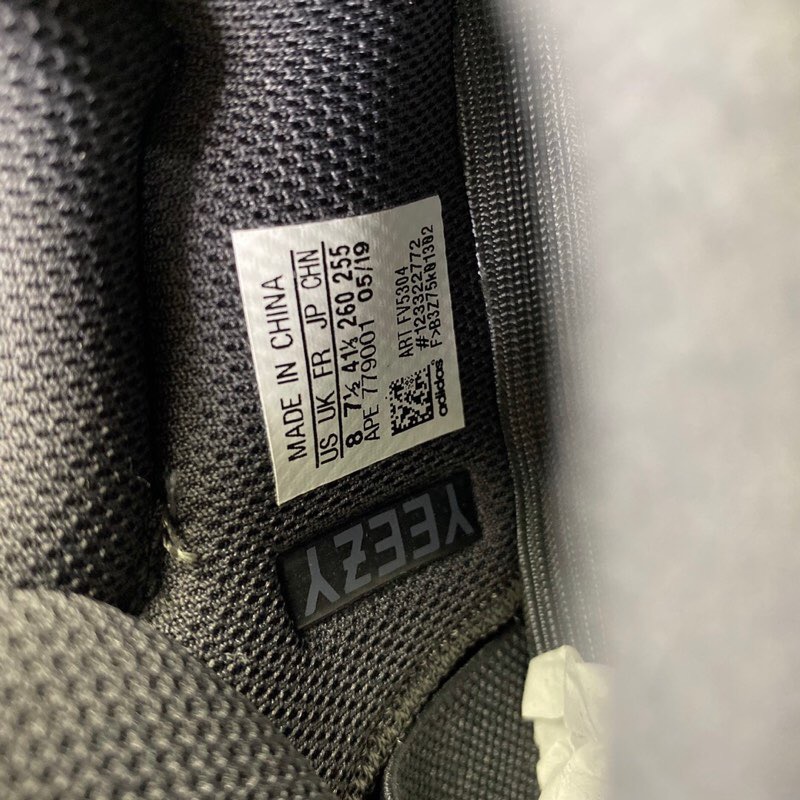 MADE IN CHINA
US UK FR JP CHN
8 7½ 41⅓ 260 255
APE 779001 05/19
ART FV5304
#123322772
F>B3Z75K01302
adidas
YEEZY